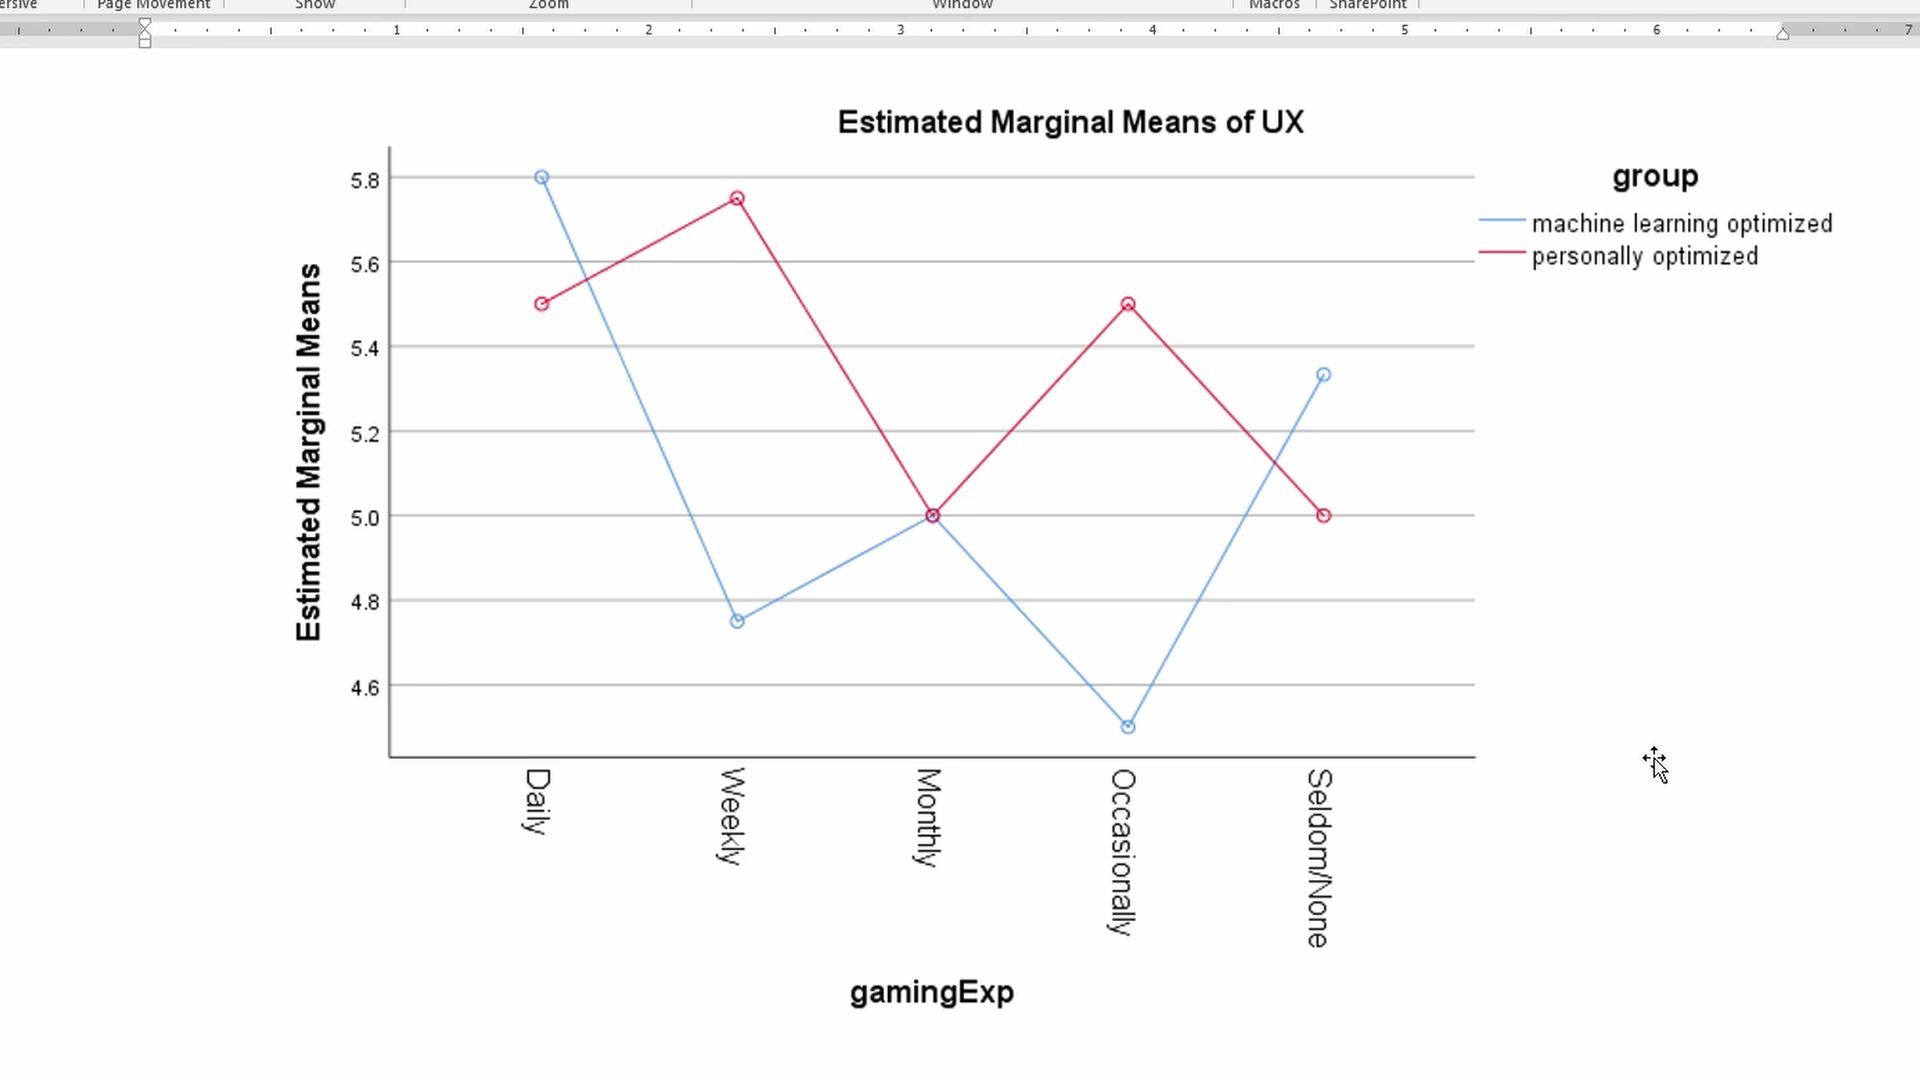 Page Movement Show Zoom Window Macros SharePoint
1 2 3 4 5 6 7
Estimated Marginal Means of UX
group
machine learning optimized
personally optimized
Estimated Marginal Means
5.8
5.6
5.4
5.2
5.0
4.8
4.6
Daily
Weekly
Monthly
Occasionally
Seldom/None
gamingExp